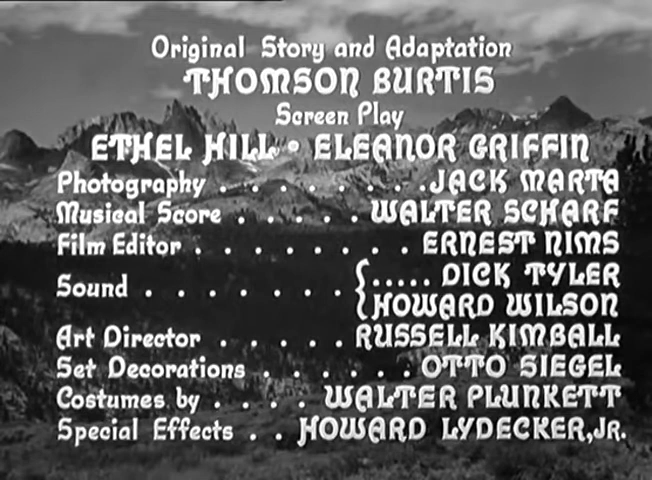 Original Story and Adaptation
THOMSON BURTIS
Screen Play
ETHEL HILL • ELEANOR GRIFFIN
Photography . . . . . . . . JACK MARTA
Musical Score . . . . . WALTER SCHARF
Film Editor . . . . . . . . ERNEST NIMS
Sound . . . . . . . { ..... DICK TYLER
HOWARD WILSON
Art Director . . . . . RUSSELL KIMBALL
Set Decorations . . . . . . OTTO SIEGEL
Costumes by . . . . WALTER PLUNKETT
Special Effects . . HOWARD LYDECKER, JR.